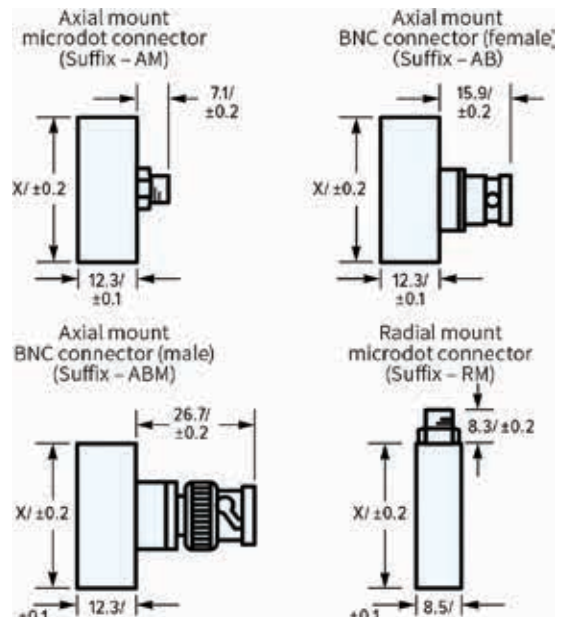 Axial mount
microdot connector
(Suffix – AM)
7.1/
±0.2
X/ ±0.2
12.3/
±0.1
Axial mount
BNC connector (female)
(Suffix – AB)
15.9/
±0.2
X/ ±0.2
12.3/
±0.1
Axial mount
BNC connector (male)
(Suffix – ABM)
26.7/
±0.2
X/ ±0.2
12.3/
±0.1
Radial mount
microdot connector
(Suffix – RM)
8.3/ ±0.2
X/ ±0.2
8.5/
±0.1